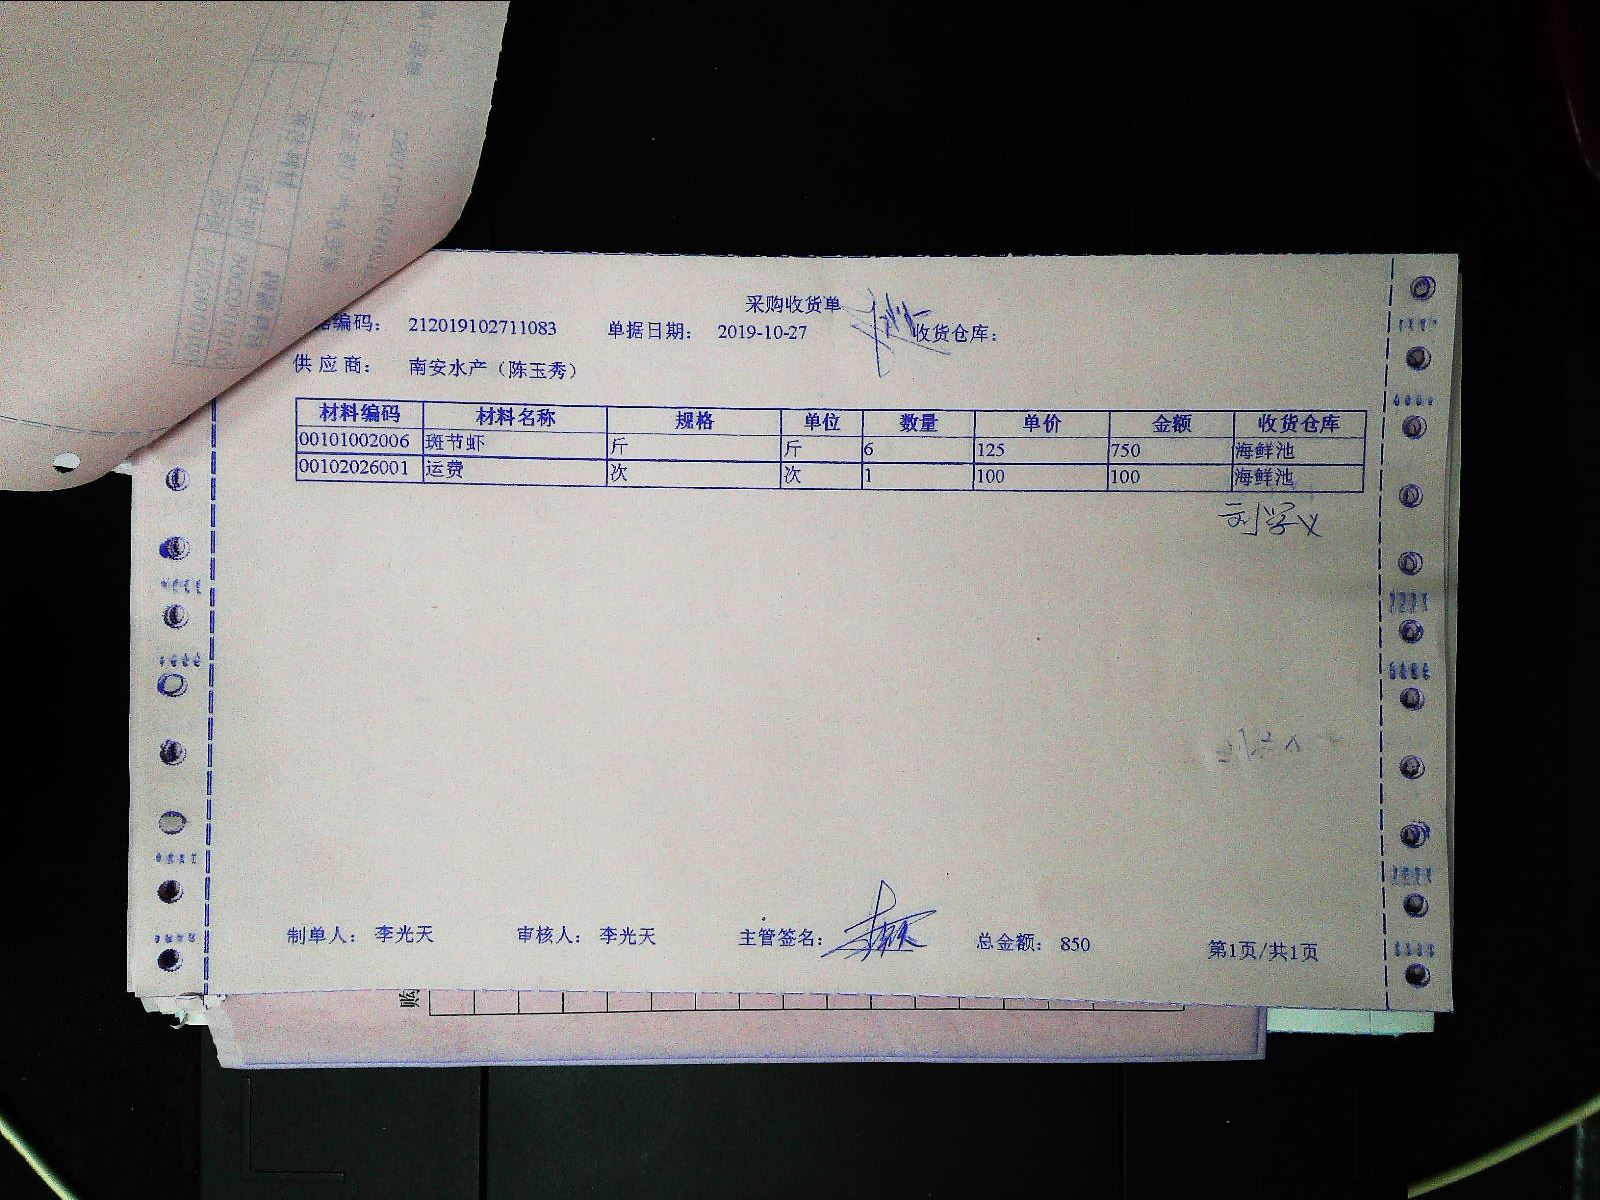 采购收货单
编码： 212019102711083 单据日期： 2019-10-27 收货仓库：
供应商： 南安水产（陈玉秀）
材料编码 材料名称 规格 单位 数量 单价 金额 收货仓库
00101002006 斑节虾 斤 斤 6 125 750 海鲜池
00102026001 运费 次 次 1 100 100 海鲜池
制单人： 李光天 审核人： 李光天 主管签名： 总金额： 850 第1页/共1页
购